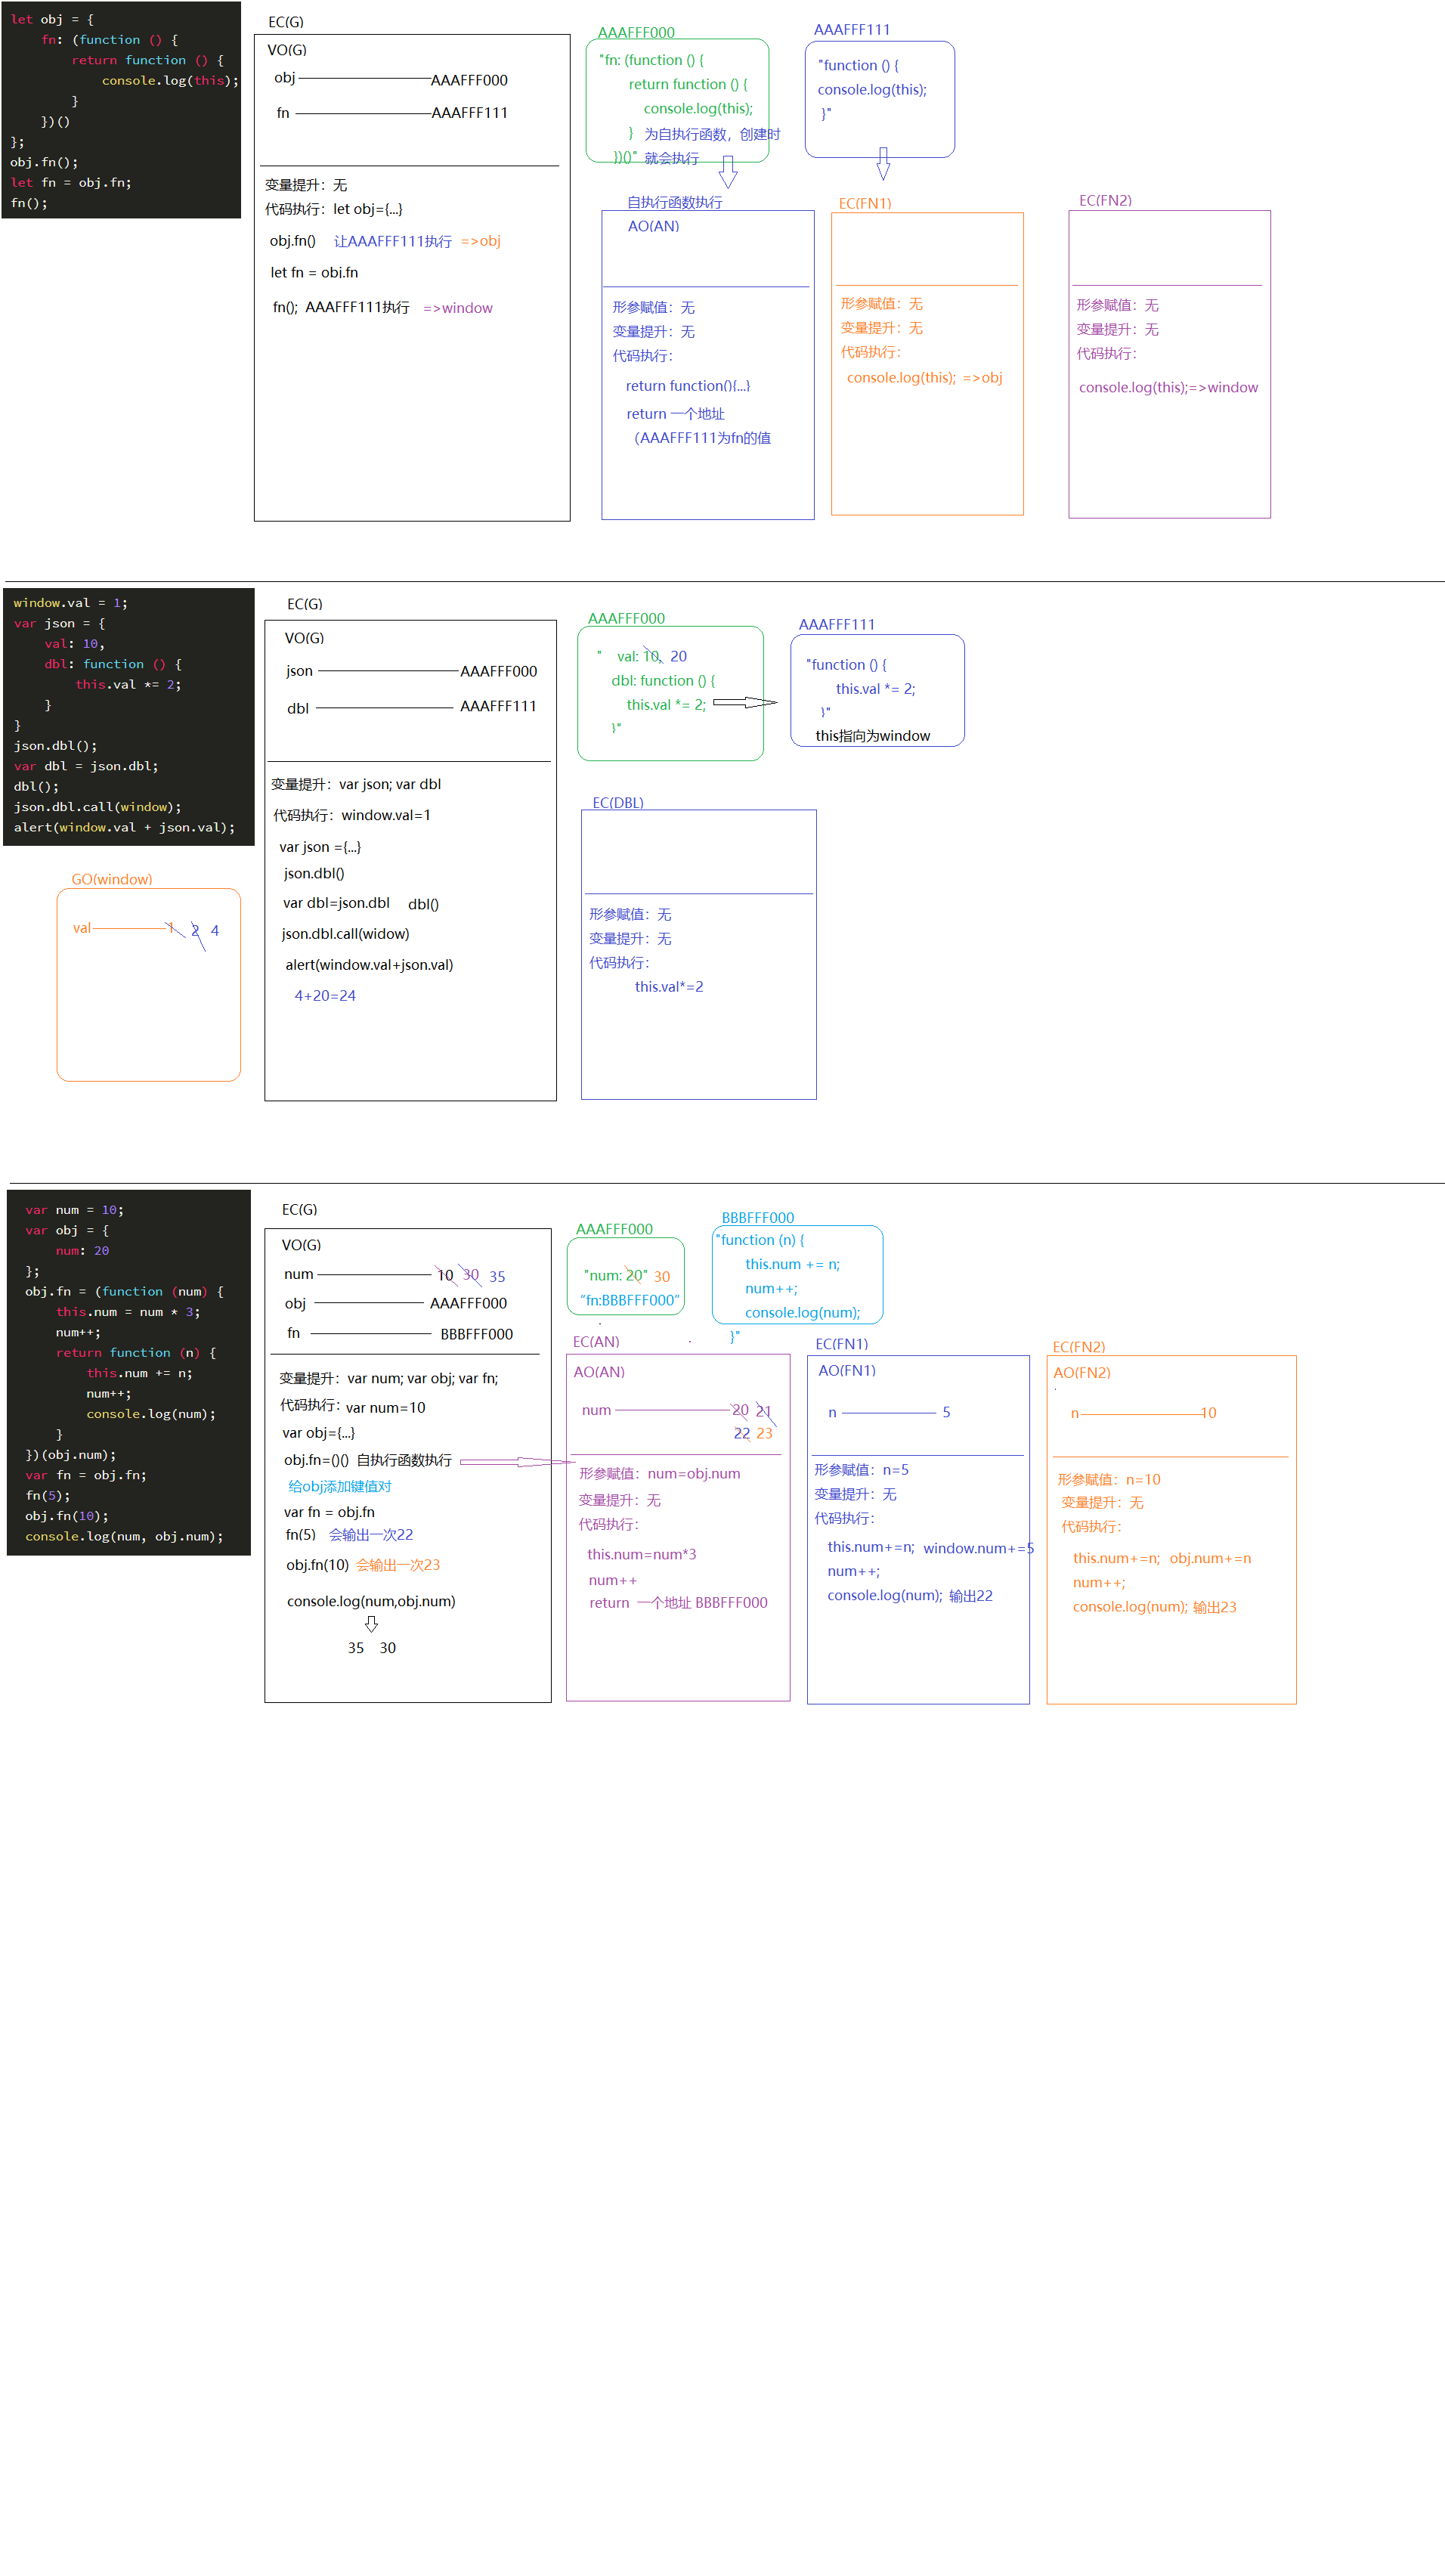 let obj = {
fn: (function () {
return function () {
console.log(this);
}
})()
};
obj.fn();
let fn = obj.fn;
fn();
EC(G)
VO(G)
obj AAAFFF000
fn AAAFFF111
变量提升：无
代码执行：let obj={...}
obj.fn() 让AAAFFF111执行 =>obj
let fn = obj.fn
fn(); AAAFFF111执行 =>window
AAAFFF000
"fn: (function () {
return function () {
console.log(this);
} 为自执行函数，创建时
})()" 就会执行
AAAFFF111
"function () {
console.log(this);
}"
自执行函数执行
AO(AN)
形参赋值：无
变量提升：无
代码执行：
return function(){...}
return 一个地址
（AAAFFF111为fn的值
EC(FN1)
形参赋值：无
变量提升：无
代码执行：
console.log(this); =>obj
EC(FN2)
形参赋值：无
变量提升：无
代码执行：
console.log(this);=>window
window.val = 1;
var json = {
val: 10,
dbl: function () {
this.val *= 2;
}
}
json.dbl();
var dbl = json.dbl;
dbl();
json.dbl.call(window);
alert(window.val + json.val);
GO(window)
val 1 2 4
EC(G)
VO(G)
json AAAFFF000
dbl AAAFFF111
变量提升：var json; var dbl
代码执行：window.val=1
var json ={...}
json.dbl()
var dbl=json.dbl dbl()
json.dbl.call(widow)
alert(window.val+json.val)
4+20=24
AAAFFF000
" val: 10, 20
dbl: function () {
this.val *= 2;
}"
AAAFFF111
"function () {
this.val *= 2;
}"
this指向为window
EC(DBL)
形参赋值：无
变量提升：无
代码执行：
this.val*=2
var num = 10;
var obj = {
num: 20
};
obj.fn = (function (num) {
this.num = num * 3;
num++;
return function (n) {
this.num += n;
num++;
console.log(num);
}
})(obj.num);
var fn = obj.fn;
fn(5);
obj.fn(10);
console.log(num, obj.num);
EC(G)
VO(G)
num 10 30 35
obj AAAFFF000
fn BBBFFF000
变量提升：var num; var obj; var fn;
代码执行：var num=10
var obj={...}
obj.fn=()() 自执行函数执行
给obj添加键值对
var fn = obj.fn
fn(5) 会输出一次22
obj.fn(10) 会输出一次23
console.log(num,obj.num)
35 30
AAAFFF000
"num: 20" 30
"fn:BBBFFF000"
BBBFFF000
"function (n) {
this.num += n;
num++;
console.log(num);
}"
EC(AN)
AO(AN)
num 20 21
22 23
形参赋值：num=obj.num
变量提升：无
代码执行：
this.num=num*3
num++
return 一个地址 BBBFFF000
EC(FN1)
AO(FN1)
n 5
形参赋值：n=5
变量提升：无
代码执行：
this.num+=n; window.num+=5
num++;
console.log(num); 输出22
EC(FN2)
AO(FN2)
n 10
形参赋值：n=10
变量提升：无
代码执行：
this.num+=n; obj.num+=n
num++;
console.log(num); 输出23